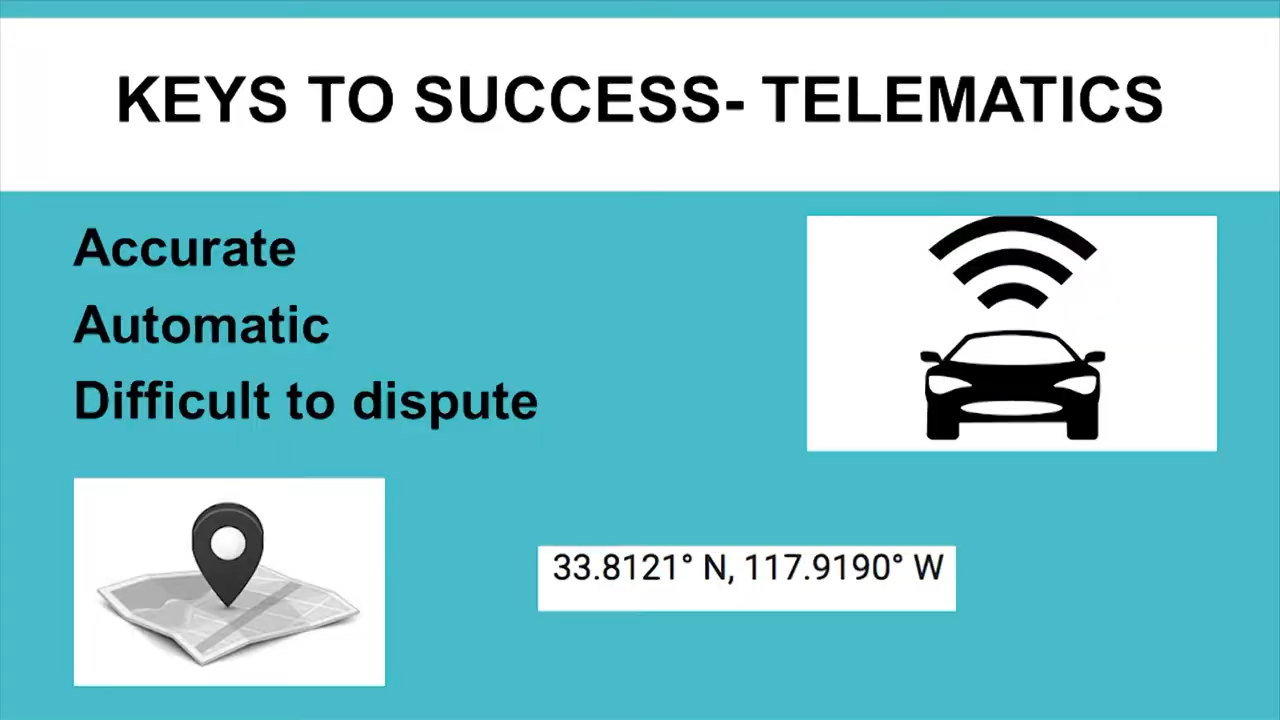 KEYS TO SUCCESS- TELEMATICS
Accurate
Automatic
Difficult to dispute
33.8121° N, 117.9190° W